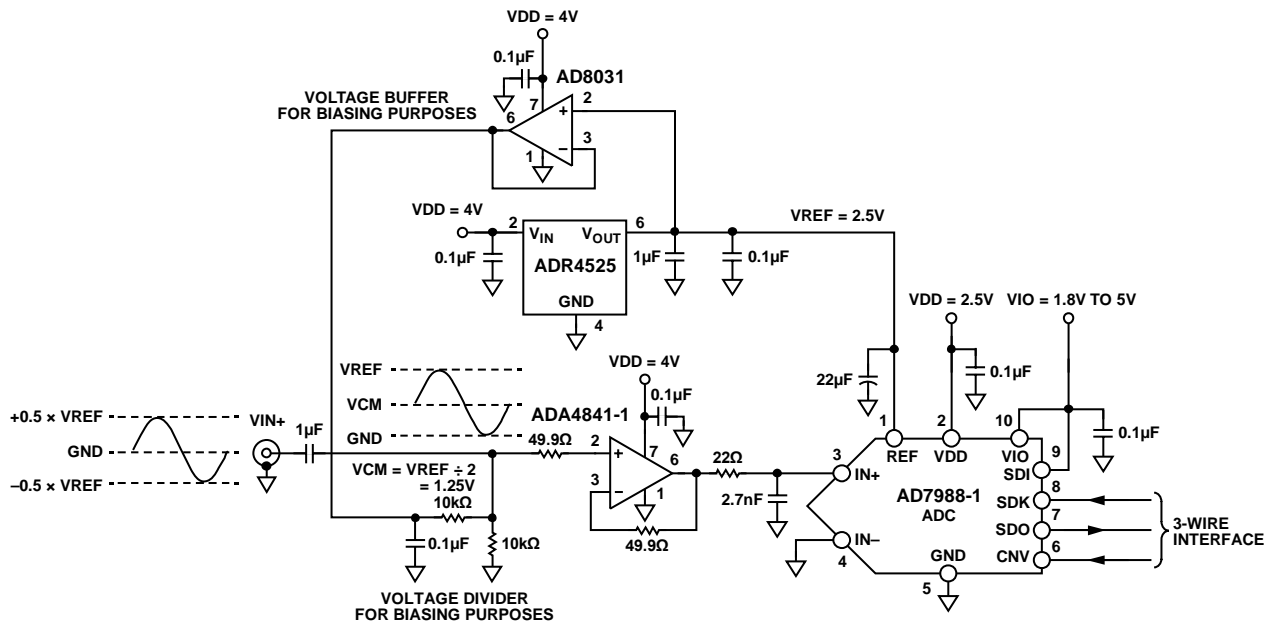 VDD = 4V
0.1µF
AD8031
VOLTAGE BUFFER
FOR BIASING PURPOSES
6
7
2
+
3
–
1
VDD = 4V
2
VIN
VOUT
6
ADR4525
GND
4
0.1µF
1µF
0.1µF
VREF = 2.5V
VDD = 2.5V
VIO = 1.8V TO 5V
VREF
VCM
GND
VDD = 4V
0.1µF
ADA4841-1
22µF
0.1µF
0.1µF
+0.5 × VREF
GND
–0.5 × VREF
VIN+
1µF
VCM = VREF ÷ 2
= 1.25V
10kΩ
0.1µF
10kΩ
VOLTAGE DIVIDER
FOR BIASING PURPOSES
49.9Ω
2
+
3
–
7
6
1
49.9Ω
22Ω
2.7nF
3
IN+
IN–
4
1
REF
2
VDD
10
VIO
9
SDI
8
SDK
7
SDO
6
CNV
AD7988-1
ADC
GND
5
3-WIRE
INTERFACE